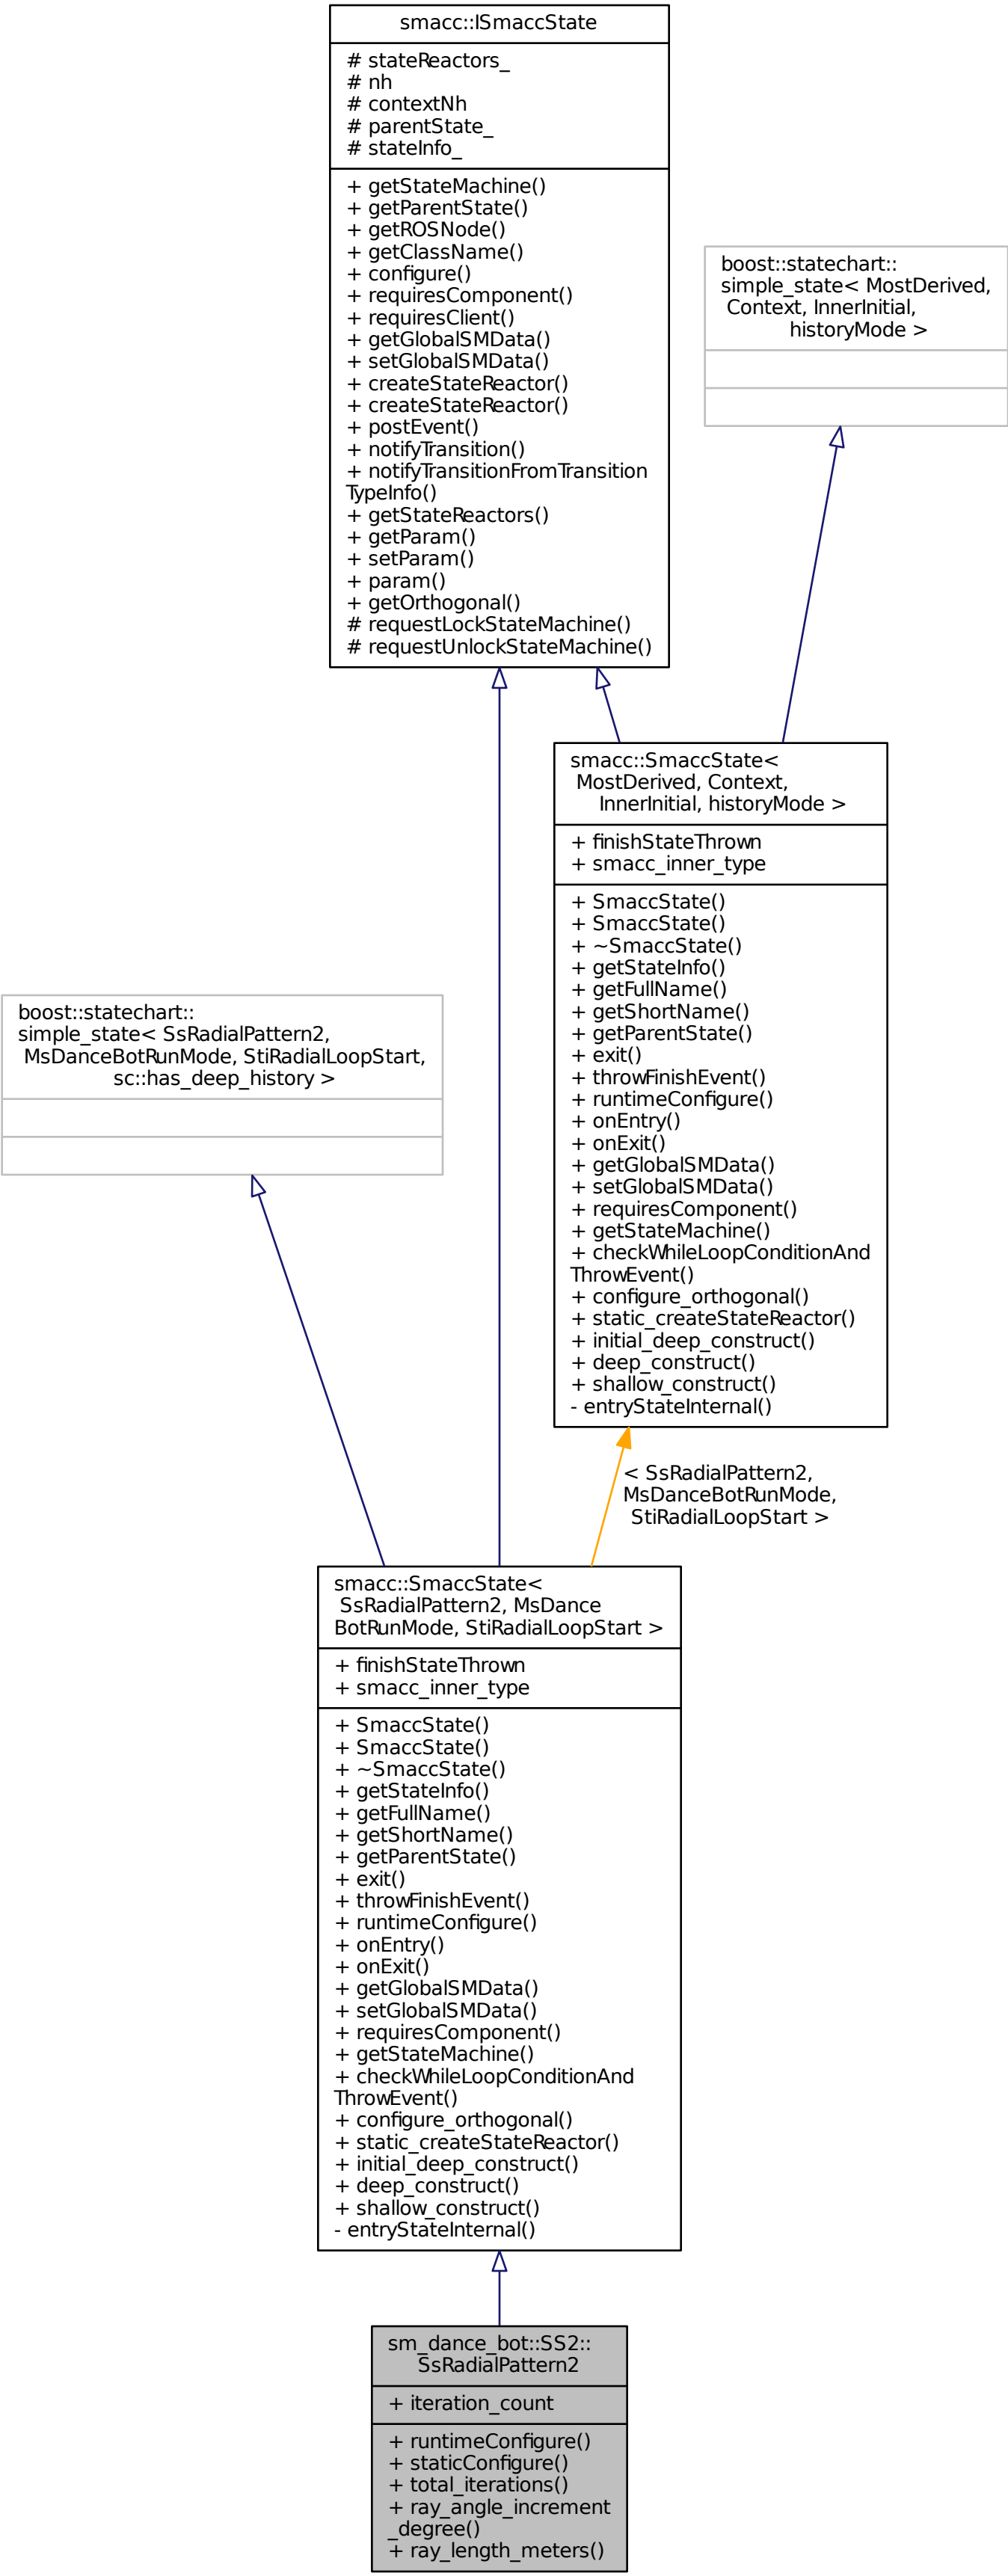 smacc::ISmaccState
# stateReactors_
# nh
# contextNh
# parentState_
# stateInfo_
+ getStateMachine()
+ getParentState()
+ getROSNode()
+ getClassName()
+ configure()
+ requiresComponent()
+ requiresClient()
+ getGlobalSMData()
+ setGlobalSMData()
+ createStateReactor()
+ createStateReactor()
+ postEvent()
+ notifyTransition()
+ notifyTransitionFromTransition
TypeInfo()
+ getStateReactors()
+ getParam()
+ setParam()
+ param()
+ getOrthogonal()
# requestLockStateMachine()
# requestUnlockStateMachine()
boost::statechart::
simple_state< MostDerived,
Context, InnerInitial,
historyMode >
smacc::SmaccState<
MostDerived, Context,
InnerInitial, historyMode >
+ finishStateThrown
+ smacc_inner_type
+ SmaccState()
+ SmaccState()
+ ~SmaccState()
+ getStateInfo()
+ getFullName()
+ getShortName()
+ getParentState()
+ exit()
+ throwFinishEvent()
+ runtimeConfigure()
+ onEntry()
+ onExit()
+ getGlobalSMData()
+ setGlobalSMData()
+ requiresComponent()
+ getStateMachine()
+ checkWhileLoopConditionAnd
ThrowEvent()
+ configure_orthogonal()
+ static_createStateReactor()
+ initial_deep_construct()
+ deep_construct()
+ shallow_construct()
- entryStateInternal()
boost::statechart::
simple_state< SsRadialPattern2,
MsDanceBotRunMode, StiRadialLoopStart,
sc::has_deep_history >
< SsRadialPattern2,
MsDanceBotRunMode,
StiRadialLoopStart >
smacc::SmaccState<
SsRadialPattern2, MsDance
BotRunMode, StiRadialLoopStart >
+ finishStateThrown
+ smacc_inner_type
+ SmaccState()
+ SmaccState()
+ ~SmaccState()
+ getStateInfo()
+ getFullName()
+ getShortName()
+ getParentState()
+ exit()
+ throwFinishEvent()
+ runtimeConfigure()
+ onEntry()
+ onExit()
+ getGlobalSMData()
+ setGlobalSMData()
+ requiresComponent()
+ getStateMachine()
+ checkWhileLoopConditionAnd
ThrowEvent()
+ configure_orthogonal()
+ static_createStateReactor()
+ initial_deep_construct()
+ deep_construct()
+ shallow_construct()
- entryStateInternal()
sm_dance_bot::SS2::
SsRadialPattern2
+ iteration_count
+ runtimeConfigure()
+ staticConfigure()
+ total_iterations()
+ ray_angle_increment
_degree()
+ ray_length_meters()